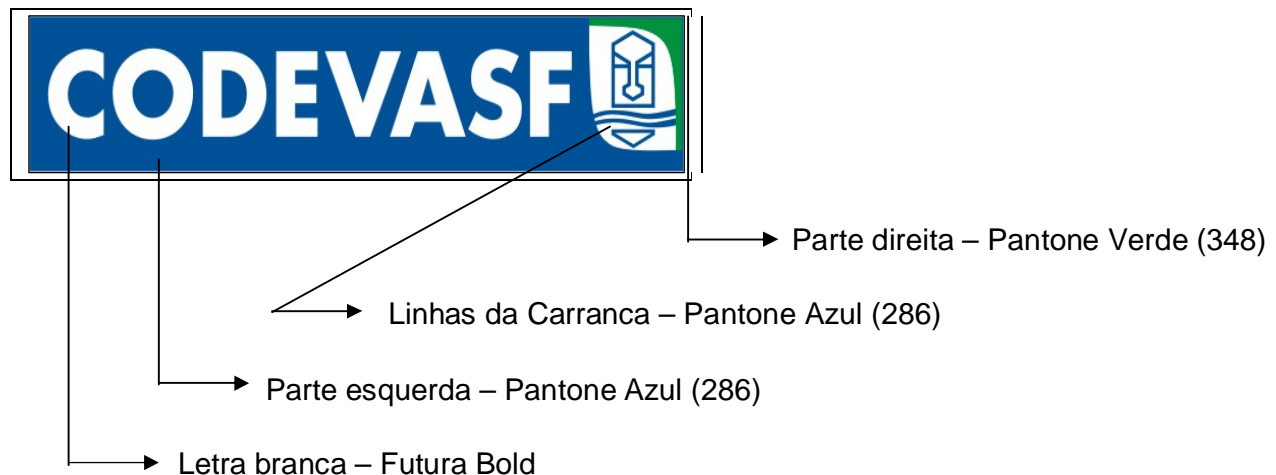 CODEVASF
Parte direita – Pantone Verde (348)
Linhas da Carranca – Pantone Azul (286)
Parte esquerda – Pantone Azul (286)
Letra branca – Futura Bold